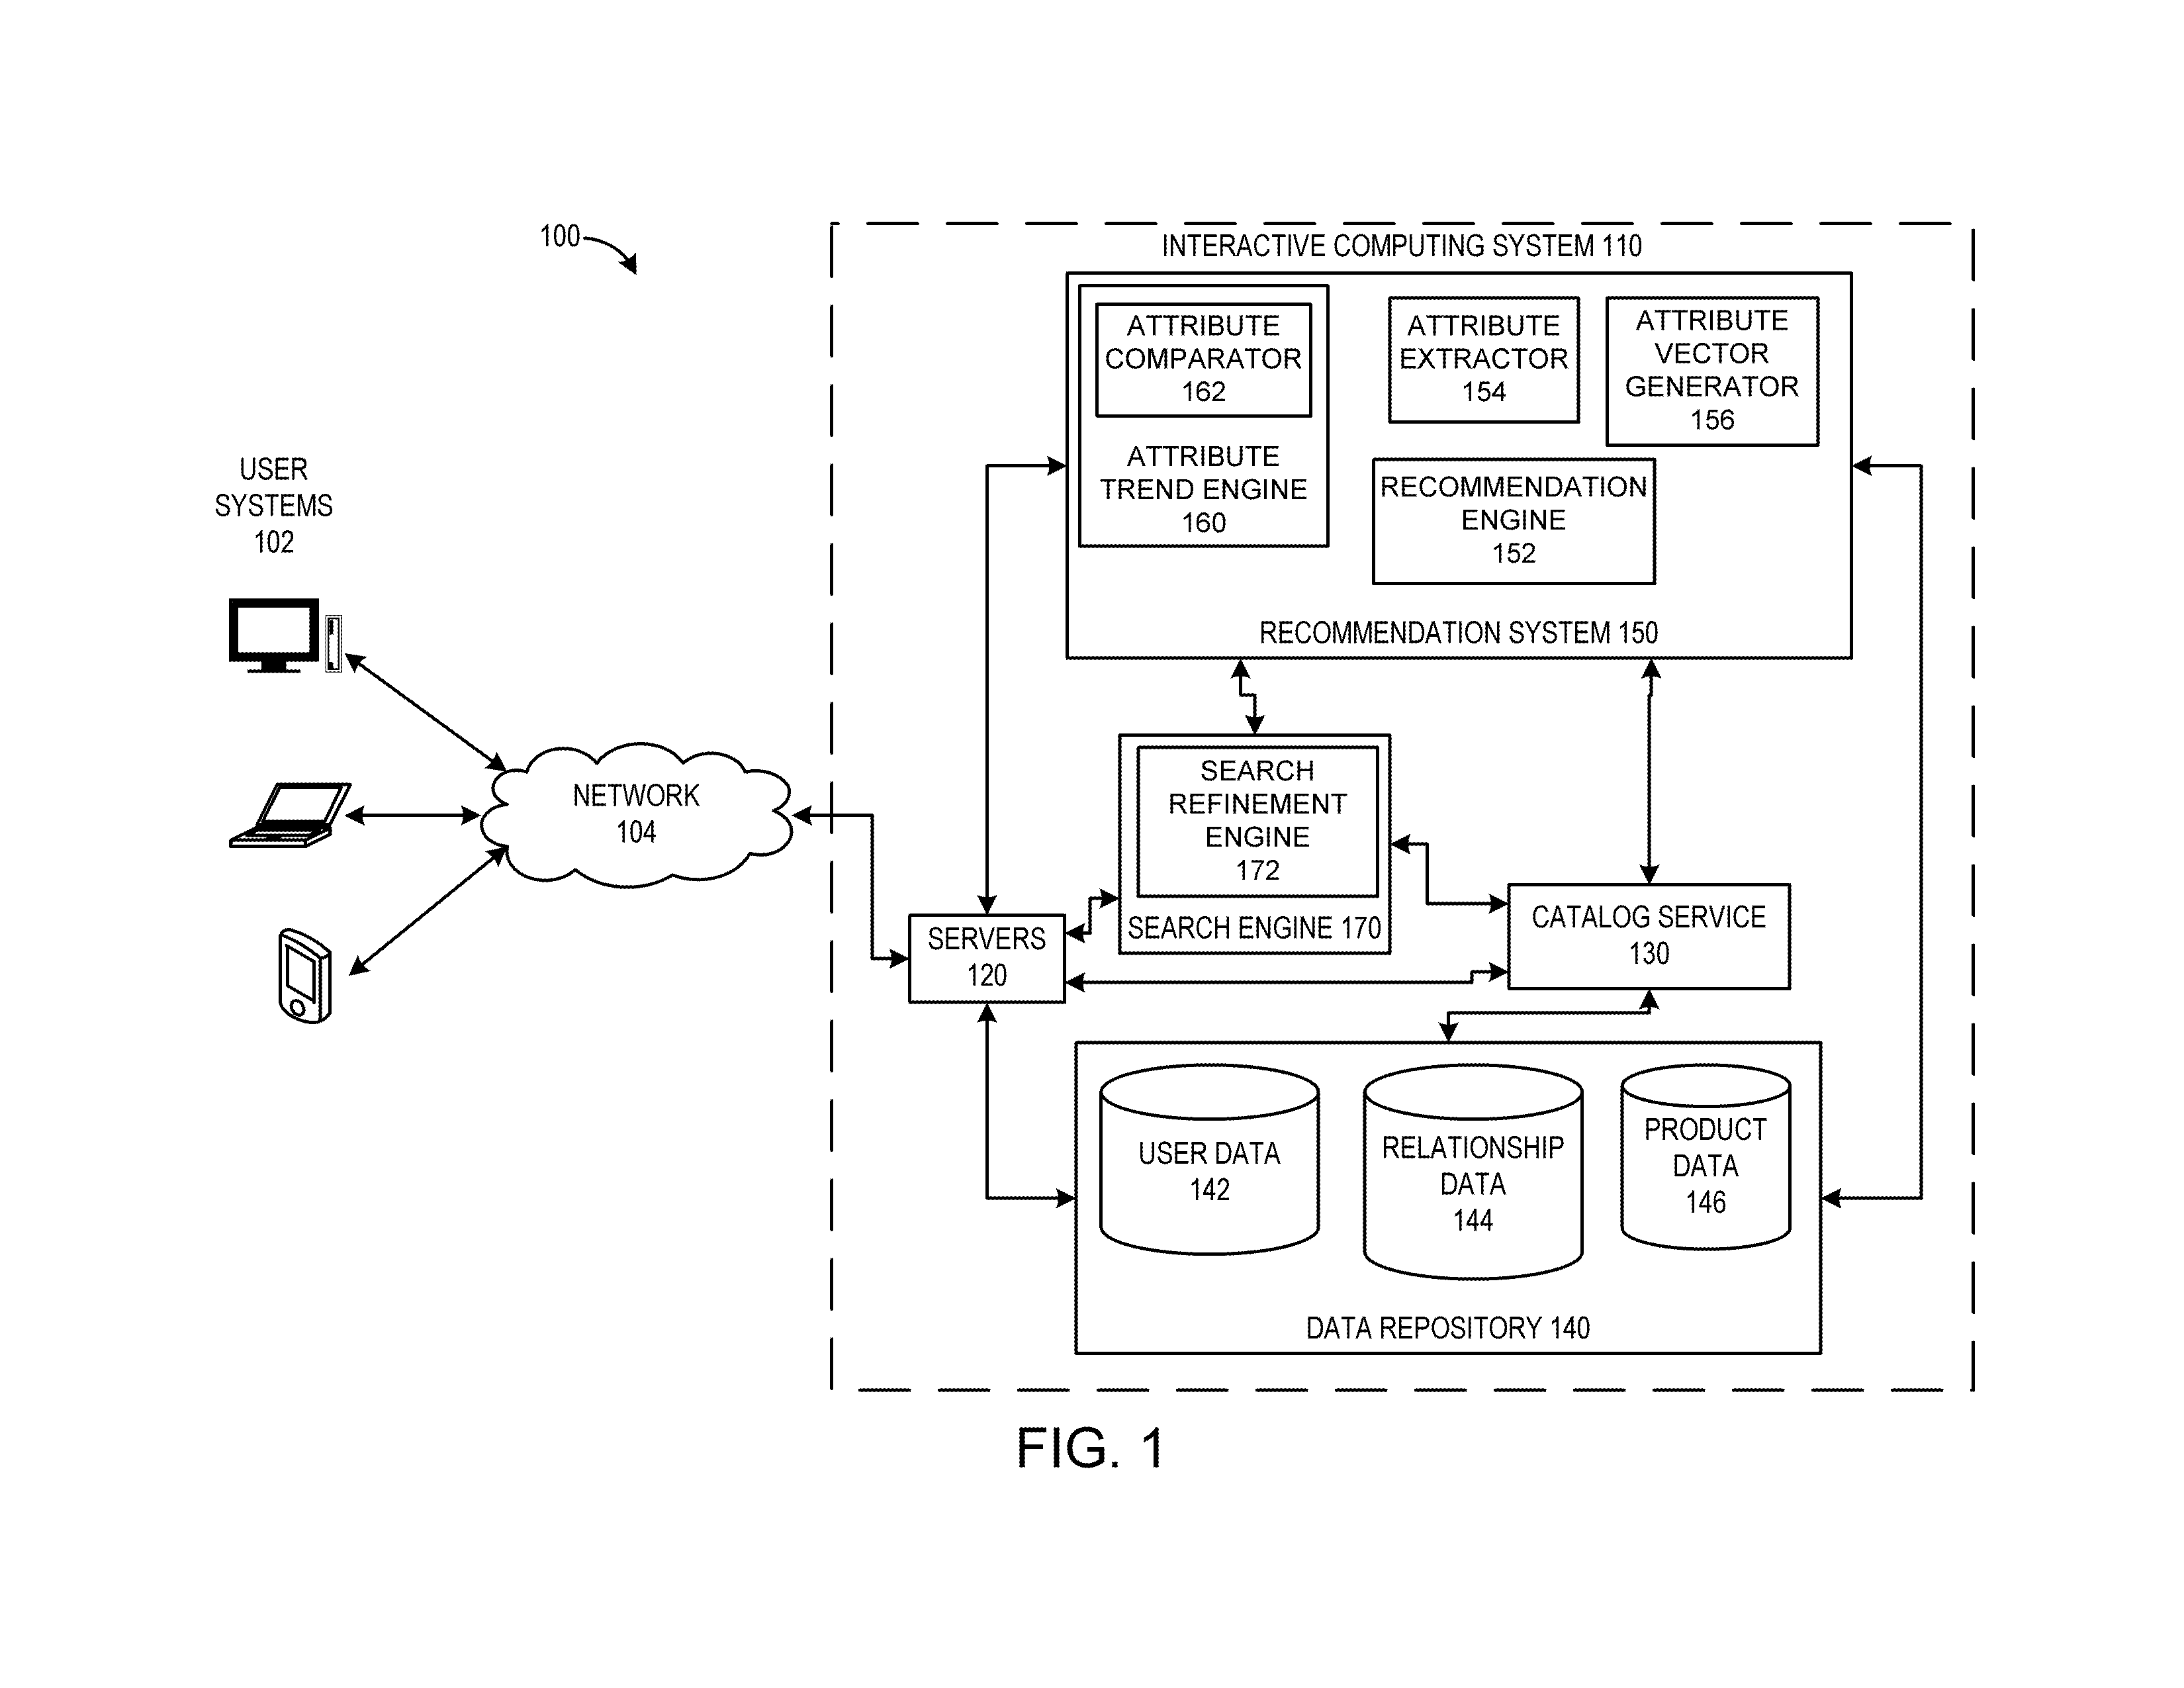 100
INTERACTIVE COMPUTING SYSTEM 110
ATTRIBUTE
COMPARATOR
162
ATTRIBUTE
TREND ENGINE
160
ATTRIBUTE
EXTRACTOR
154
ATTRIBUTE
VECTOR
GENERATOR
156
RECOMMENDATION
ENGINE
152
RECOMMENDATION SYSTEM 150
USER
SYSTEMS
102
NETWORK
104
SEARCH
REFINEMENT
ENGINE
172
SEARCH ENGINE 170
SERVERS
120
CATALOG SERVICE
130
USER DATA
142
RELATIONSHIP
DATA
144
PRODUCT
DATA
146
DATA REPOSITORY 140
FIG. 1